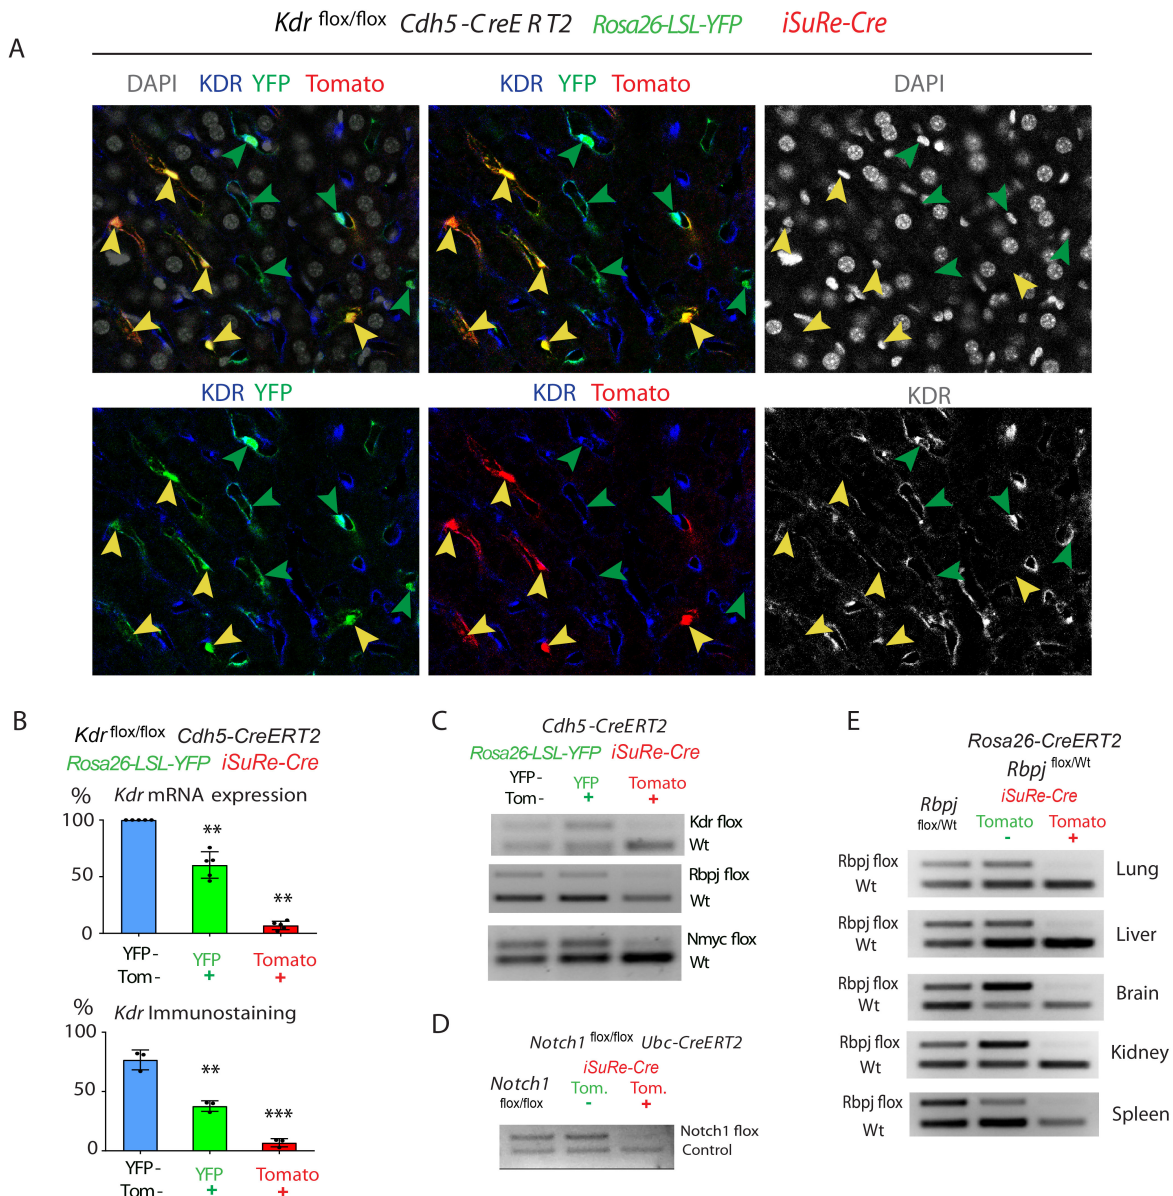 Kdr flox/flox Cdh5-CreERT2 Rosa26-LSL-YFP iSuRe-Cre
A
DAPI KDR YFP Tomato
KDR YFP Tomato
DAPI
KDR YFP
KDR Tomato
KDR
B
Kdr flox/flox Cdh5-CreERT2
Rosa26-LSL-YFP iSuRe-Cre
% Kdr mRNA expression
100
50
0
**
**
YFP- YFP Tomato
Tom- + +
% Kdr Immunostaining
100
50
0
**
***
YFP- YFP Tomato
Tom- + +
C
Cdh5-CreERT2
Rosa26-LSL-YFP iSuRe-Cre
YFP- YFP Tomato
Tom- + +
Kdr flox
Wt
Rbpj flox
Wt
Nmyc flox
Wt
D
Notch1 flox/flox Ubc-CreERT2
iSuRe-Cre
Notch1 Tom. Tom.
flox/flox - +
Notch1 flox
Control
E
Rosa26-CreERT2
Rbpj flox/Wt
Rbpj iSuRe-Cre
flox/Wt Tomato Tomato
- +
Rbpj flox
Wt
Lung
Rbpj flox
Wt
Liver
Rbpj flox
Wt
Brain
Rbpj flox
Wt
Kidney
Rbpj flox
Wt
Spleen